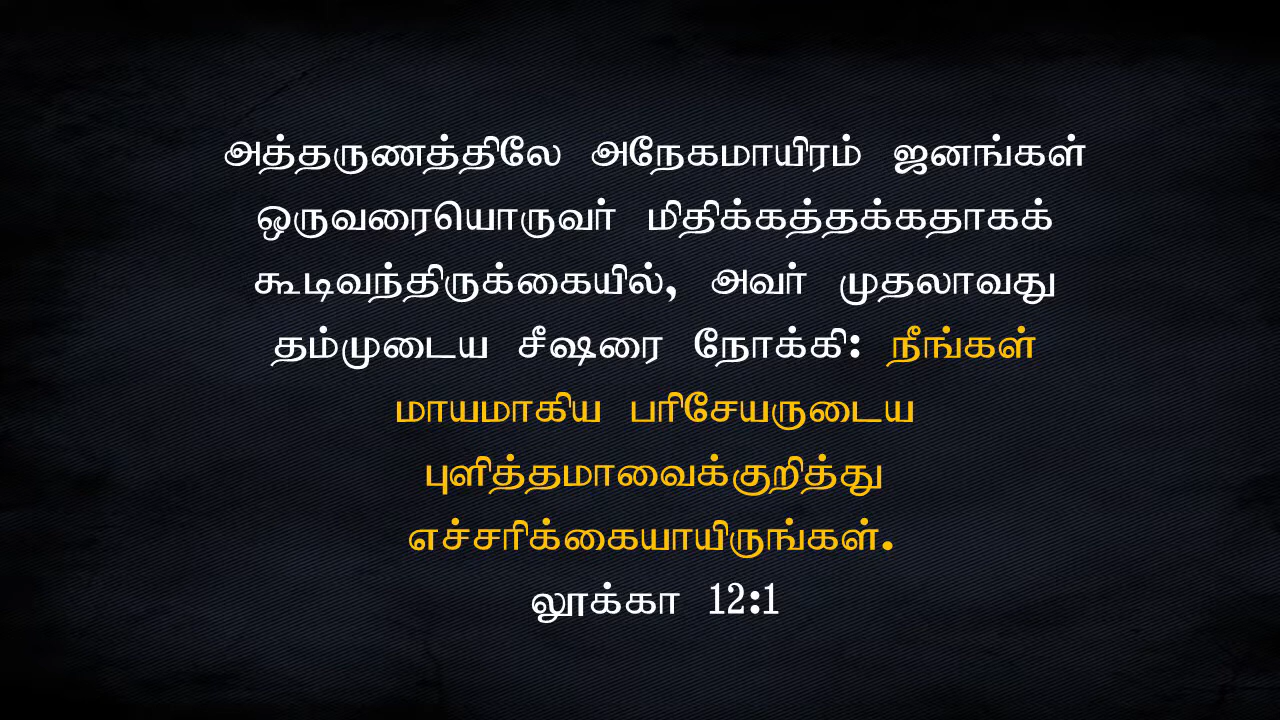 அத்தருணத்திலே அநேகமாயிரம் ஜனங்கள்
ஒருவரையொருவர் மிதிக்கத்தக்கதாகக்
கூடிவந்திருக்கையில், அவர் முதலாவது
தம்முடைய சீஷரை நோக்கி: நீங்கள்
மாயமாகிய பரிசேயருடைய
புளித்தமாவைக்குறித்து
எச்சரிக்கையாயிருங்கள்.
லூக்கா 12:1